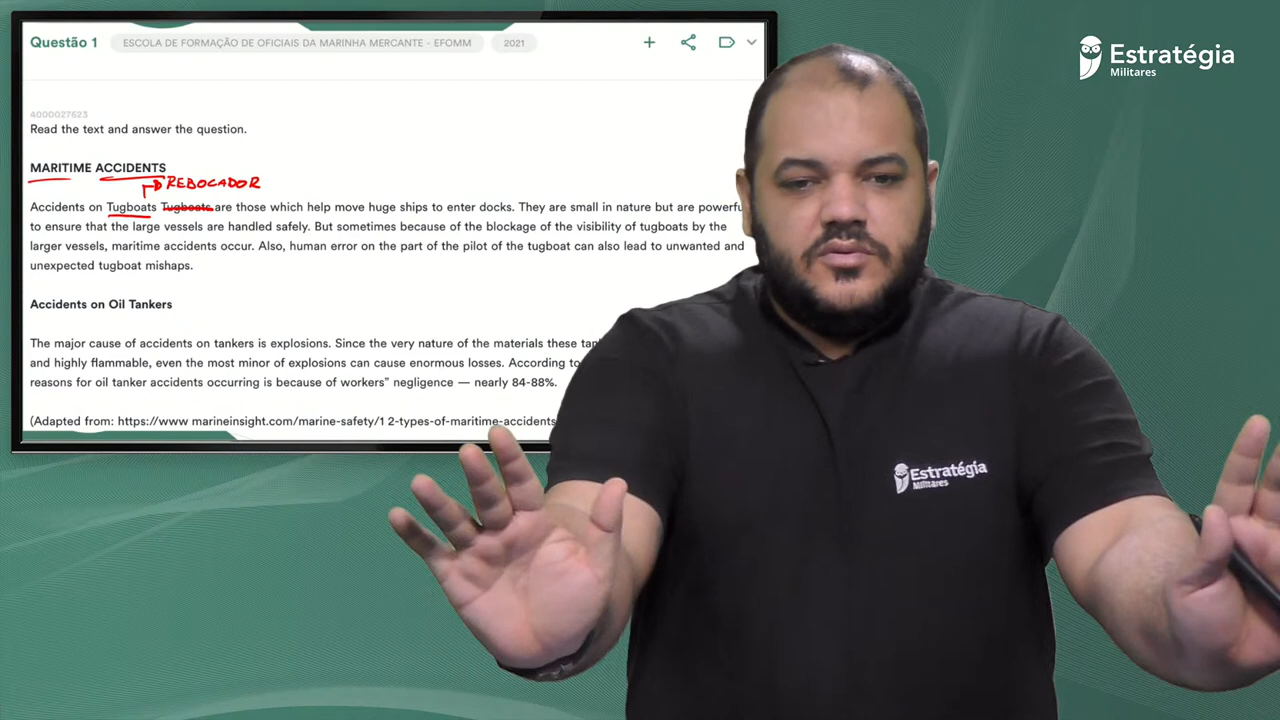 Questão 1
ESCOLA DE FORMAÇÃO DE OFICIAIS DA MARINHA MERCANTE - EFOMM
2021
Estratégia
Militares
4000027623
Read the text and answer the question.
MARITIME ACCIDENTS
REBOCADOR
Accidents on Tugboats Tugboats are those which help move huge ships to enter docks. They are small in nature but are powerfu
to ensure that the large vessels are handled safely. But sometimes because of the blockage of the visibility of tugboats by the
larger vessels, maritime accidents occur. Also, human error on the part of the pilot of the tugboat can also lead to unwanted and
unexpected tugboat mishaps.
Accidents on Oil Tankers
The major cause of accidents on tankers is explosions. Since the very nature of the materials these
and highly flammable, even the most minor of explosions can cause enormous losses. According to
reasons for oil tanker accidents occurring is because of workers” negligence — nearly 84-88%.
(Adapted from: https://www marineinsight.com/marine-safety/1 2-types-of-maritime-accidents
Estratégia
Militares